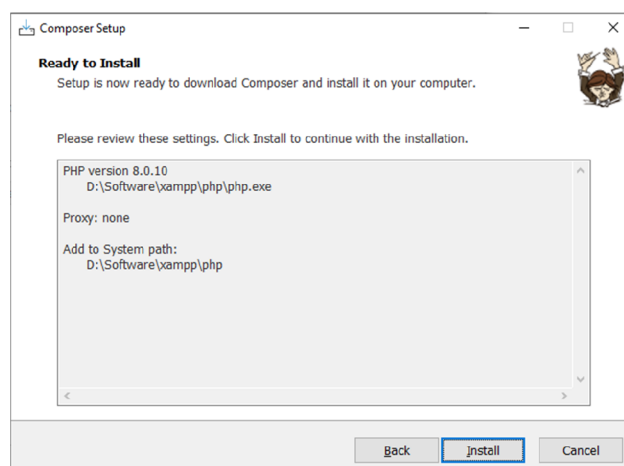 Composer Setup
Ready to Install
Setup is now ready to download Composer and install it on your computer.
Please review these settings. Click Install to continue with the installation.
PHP version 8.0.10
D:\Software\xampp\php\php.exe
Proxy: none
Add to System path:
D:\Software\xampp\php
Back
Install
Cancel